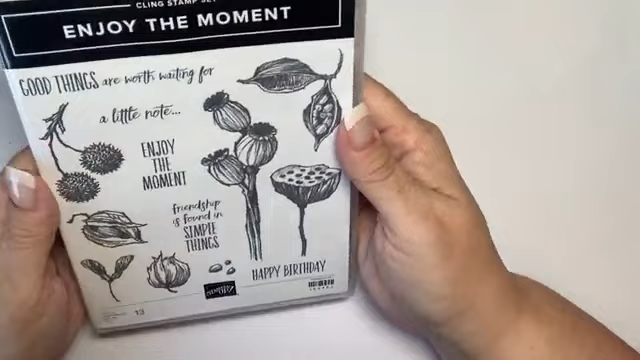 CLING STAMP SET
ENJOY THE MOMENT
GOOD THINGS are worth waiting for
a little note...
ENJOY
THE
MOMENT
friendship
is found in
SIMPLE
THINGS
HAPPY BIRTHDAY
13